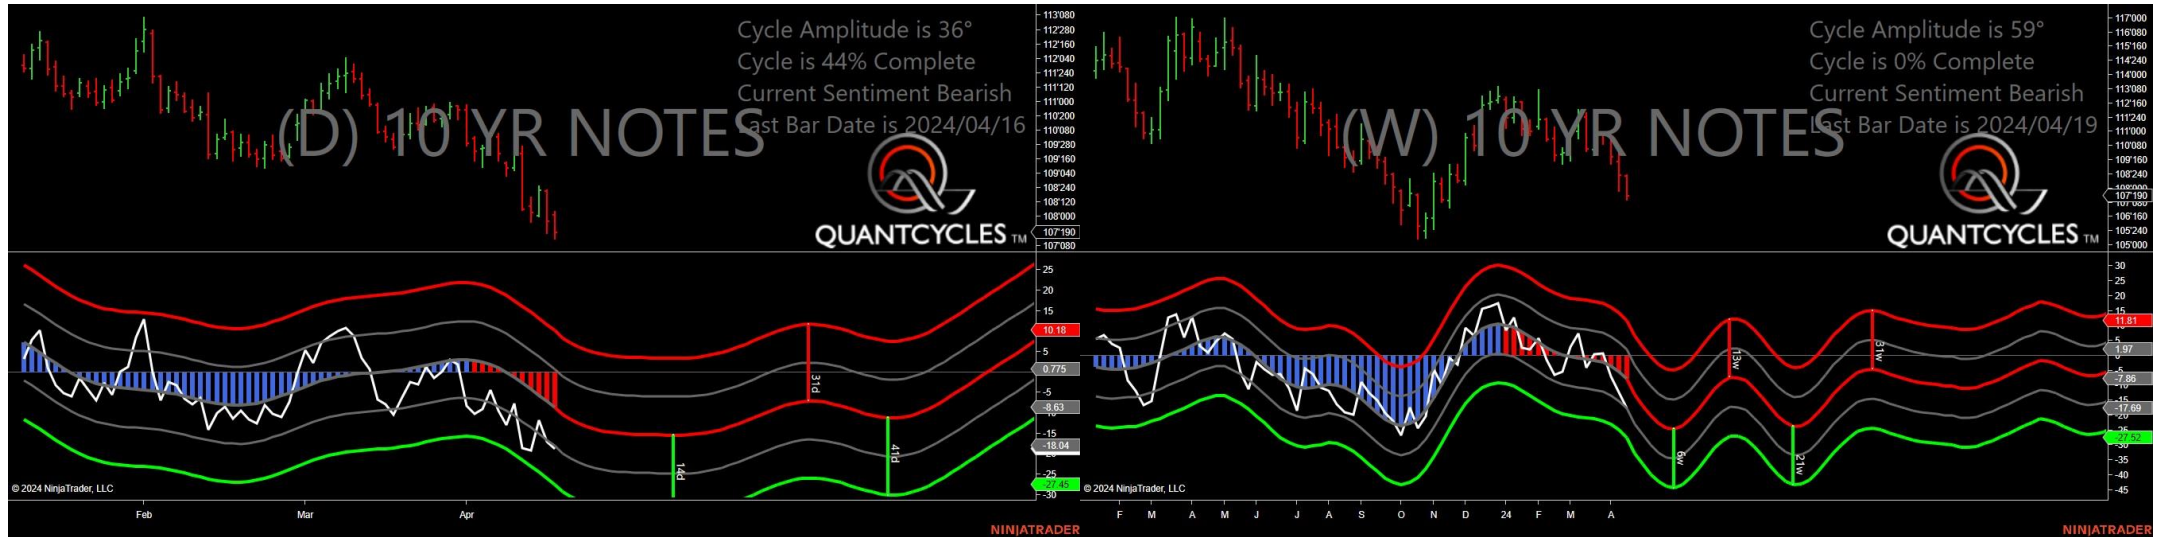 Cycle Amplitude is 36°
Cycle is 44% Complete
Current Sentiment Bearish
Last Bar Date is 2024/04/16
(D) 10 YR NOTES
QUANTCYCLES TM
113'080
112'280
112'160
112'040
111'240
111'120
111'000
110'200
110'080
109'280
109'160
109'040
108'240
108'120
108'000
107'190
107'080
25
20
15
10.18
5
0.775
-5
-8.63
-15
-18.04
-25
-27.45
-30
31d
14d
41d
© 2024 NinjaTrader, LLC
Feb Mar Apr
NINJATRADER
Cycle Amplitude is 59°
Cycle is 0% Complete
Current Sentiment Bearish
Last Bar Date is 2024/04/19
(W) 10 YR NOTES
QUANTCYCLES TM
117'000
116'080
115'160
114'240
114'000
113'080
112'160
111'240
111'000
110'080
109'160
108'240
107'190
106'160
105'240
105'000
30
25
20
15
11.81
5
1.97
-5
-7.86
-15
-17.69
-25
-27.52
-35
-40
-45
13w
31w
6w
21w
© 2024 NinjaTrader, LLC
F M A M J J A S O N D 24 F M A
NINJATRADER